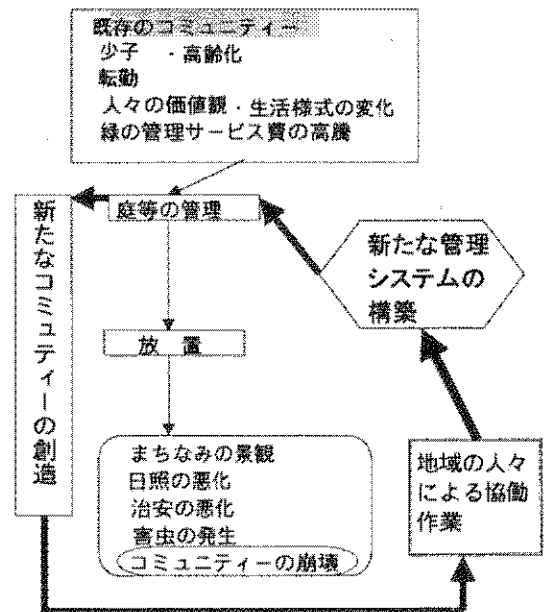 既存のコミュニティー
少子　・高齢化
転勤
人々の価値観・生活様式の変化
緑の管理サービス費の高騰
庭等の管理
新たなコミュニティーの創造
新たな管理
システムの
構築
放　置
まちなみの景観
日照の悪化
治安の悪化
害虫の発生
コミュニティーの崩壊
地域の人々
による協働
作業